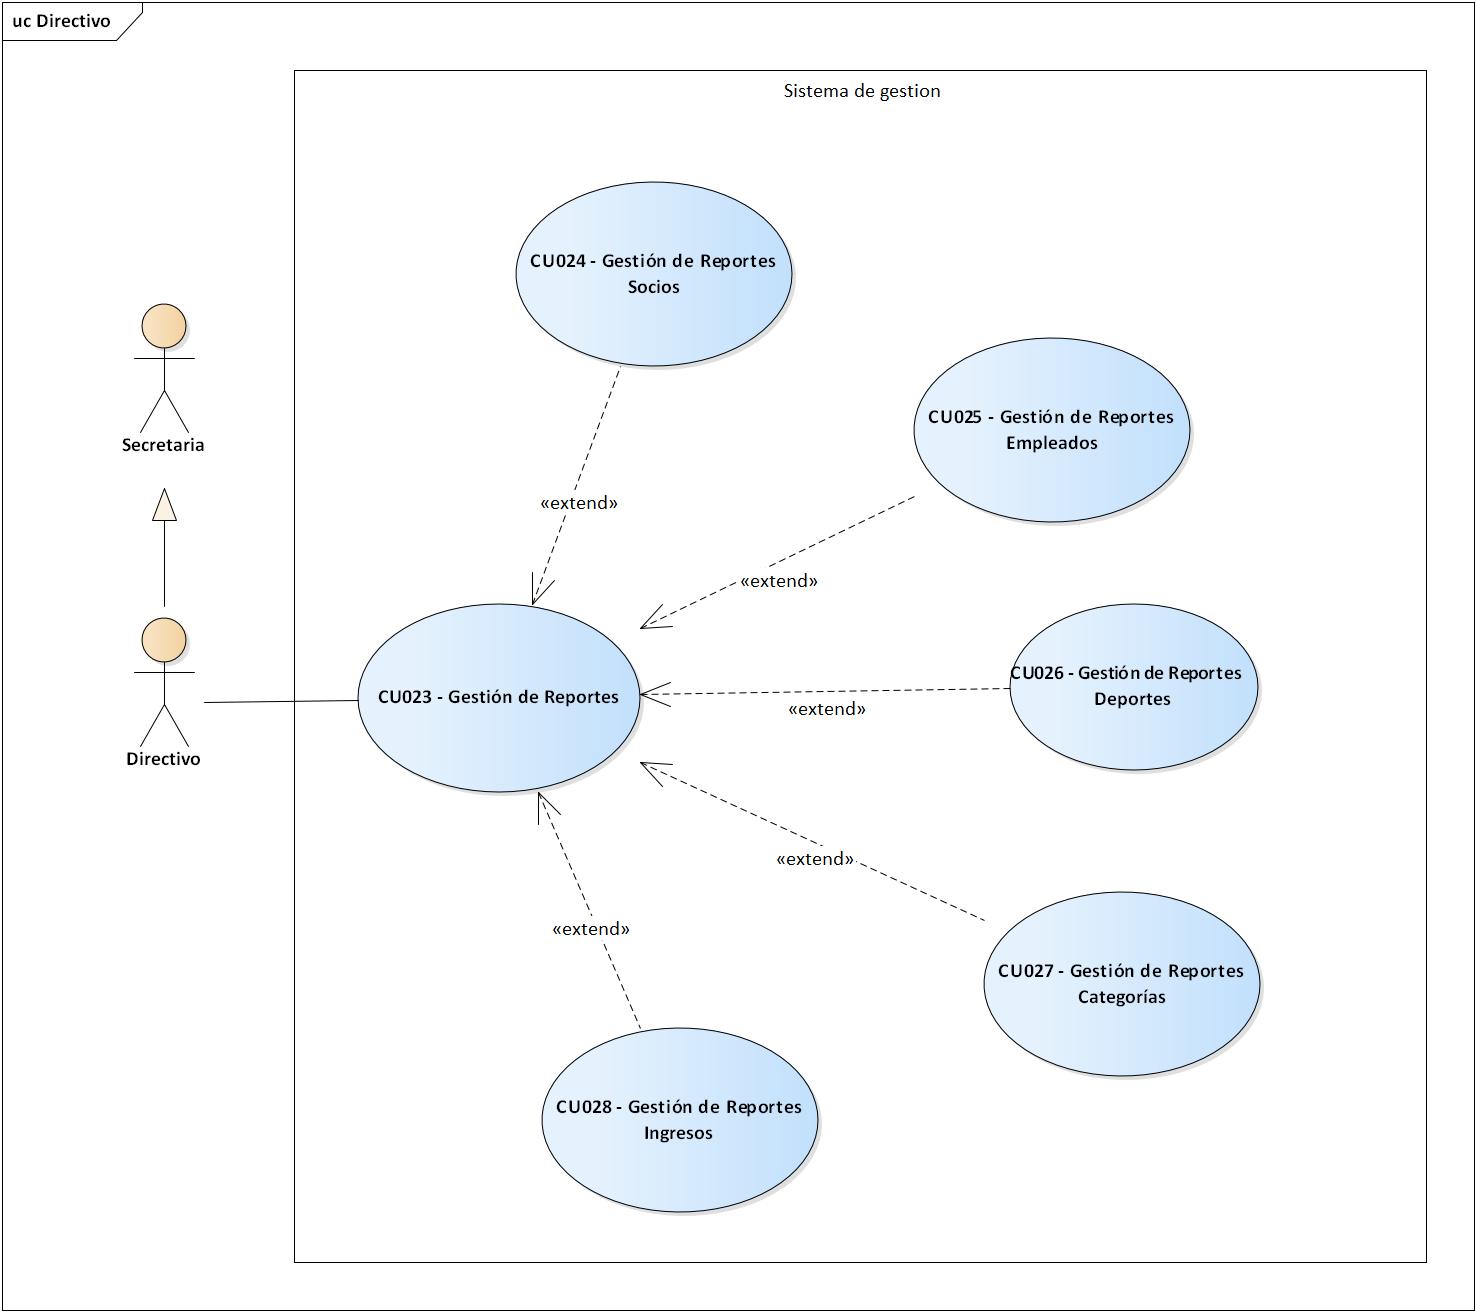 uc Directivo
Sistema de gestion
CU024 - Gestión de Reportes
Socios
CU025 - Gestión de Reportes
Empleados
Secretaria
«extend»
«extend»
CU026 - Gestión de Reportes
Deportes
CU023 - Gestión de Reportes
«extend»
Directivo
«extend»
«extend»
CU027 - Gestión de Reportes
Categorías
CU028 - Gestión de Reportes
Ingresos